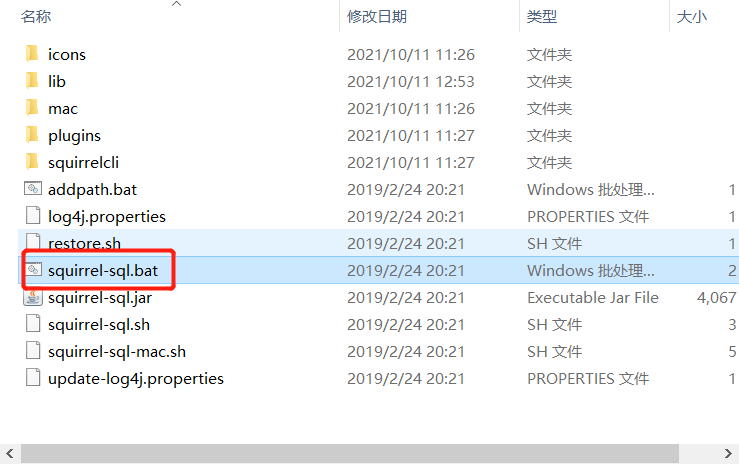 名称 修改日期 类型 大小
icons 2021/10/11 11:26 文件夹
lib 2021/10/11 12:53 文件夹
mac 2021/10/11 11:26 文件夹
plugins 2021/10/11 11:27 文件夹
squirrelcli 2021/10/11 11:27 文件夹
addpath.bat 2019/2/24 20:21 Windows 批处理... 1
log4j.properties 2019/2/24 20:21 PROPERTIES 文件 1
restore.sh 2019/2/24 20:21 SH 文件 1
squirrel-sql.bat 2019/2/24 20:21 Windows 批处理... 2
squirrel-sql.jar 2019/2/24 20:21 Executable Jar File 4,067
squirrel-sql.sh 2019/2/24 20:21 SH 文件 3
squirrel-sql-mac.sh 2019/2/24 20:21 SH 文件 5
update-log4j.properties 2019/2/24 20:21 PROPERTIES 文件 1